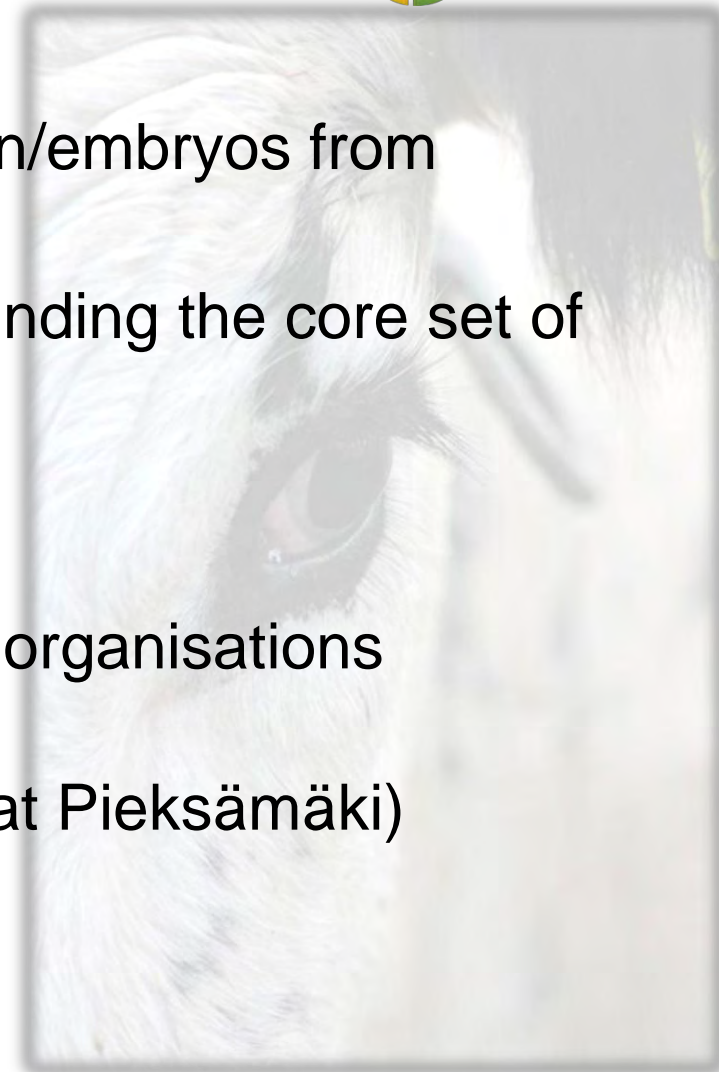 n/embryos from
nding the core set of
organisations
at Pieksämäki)